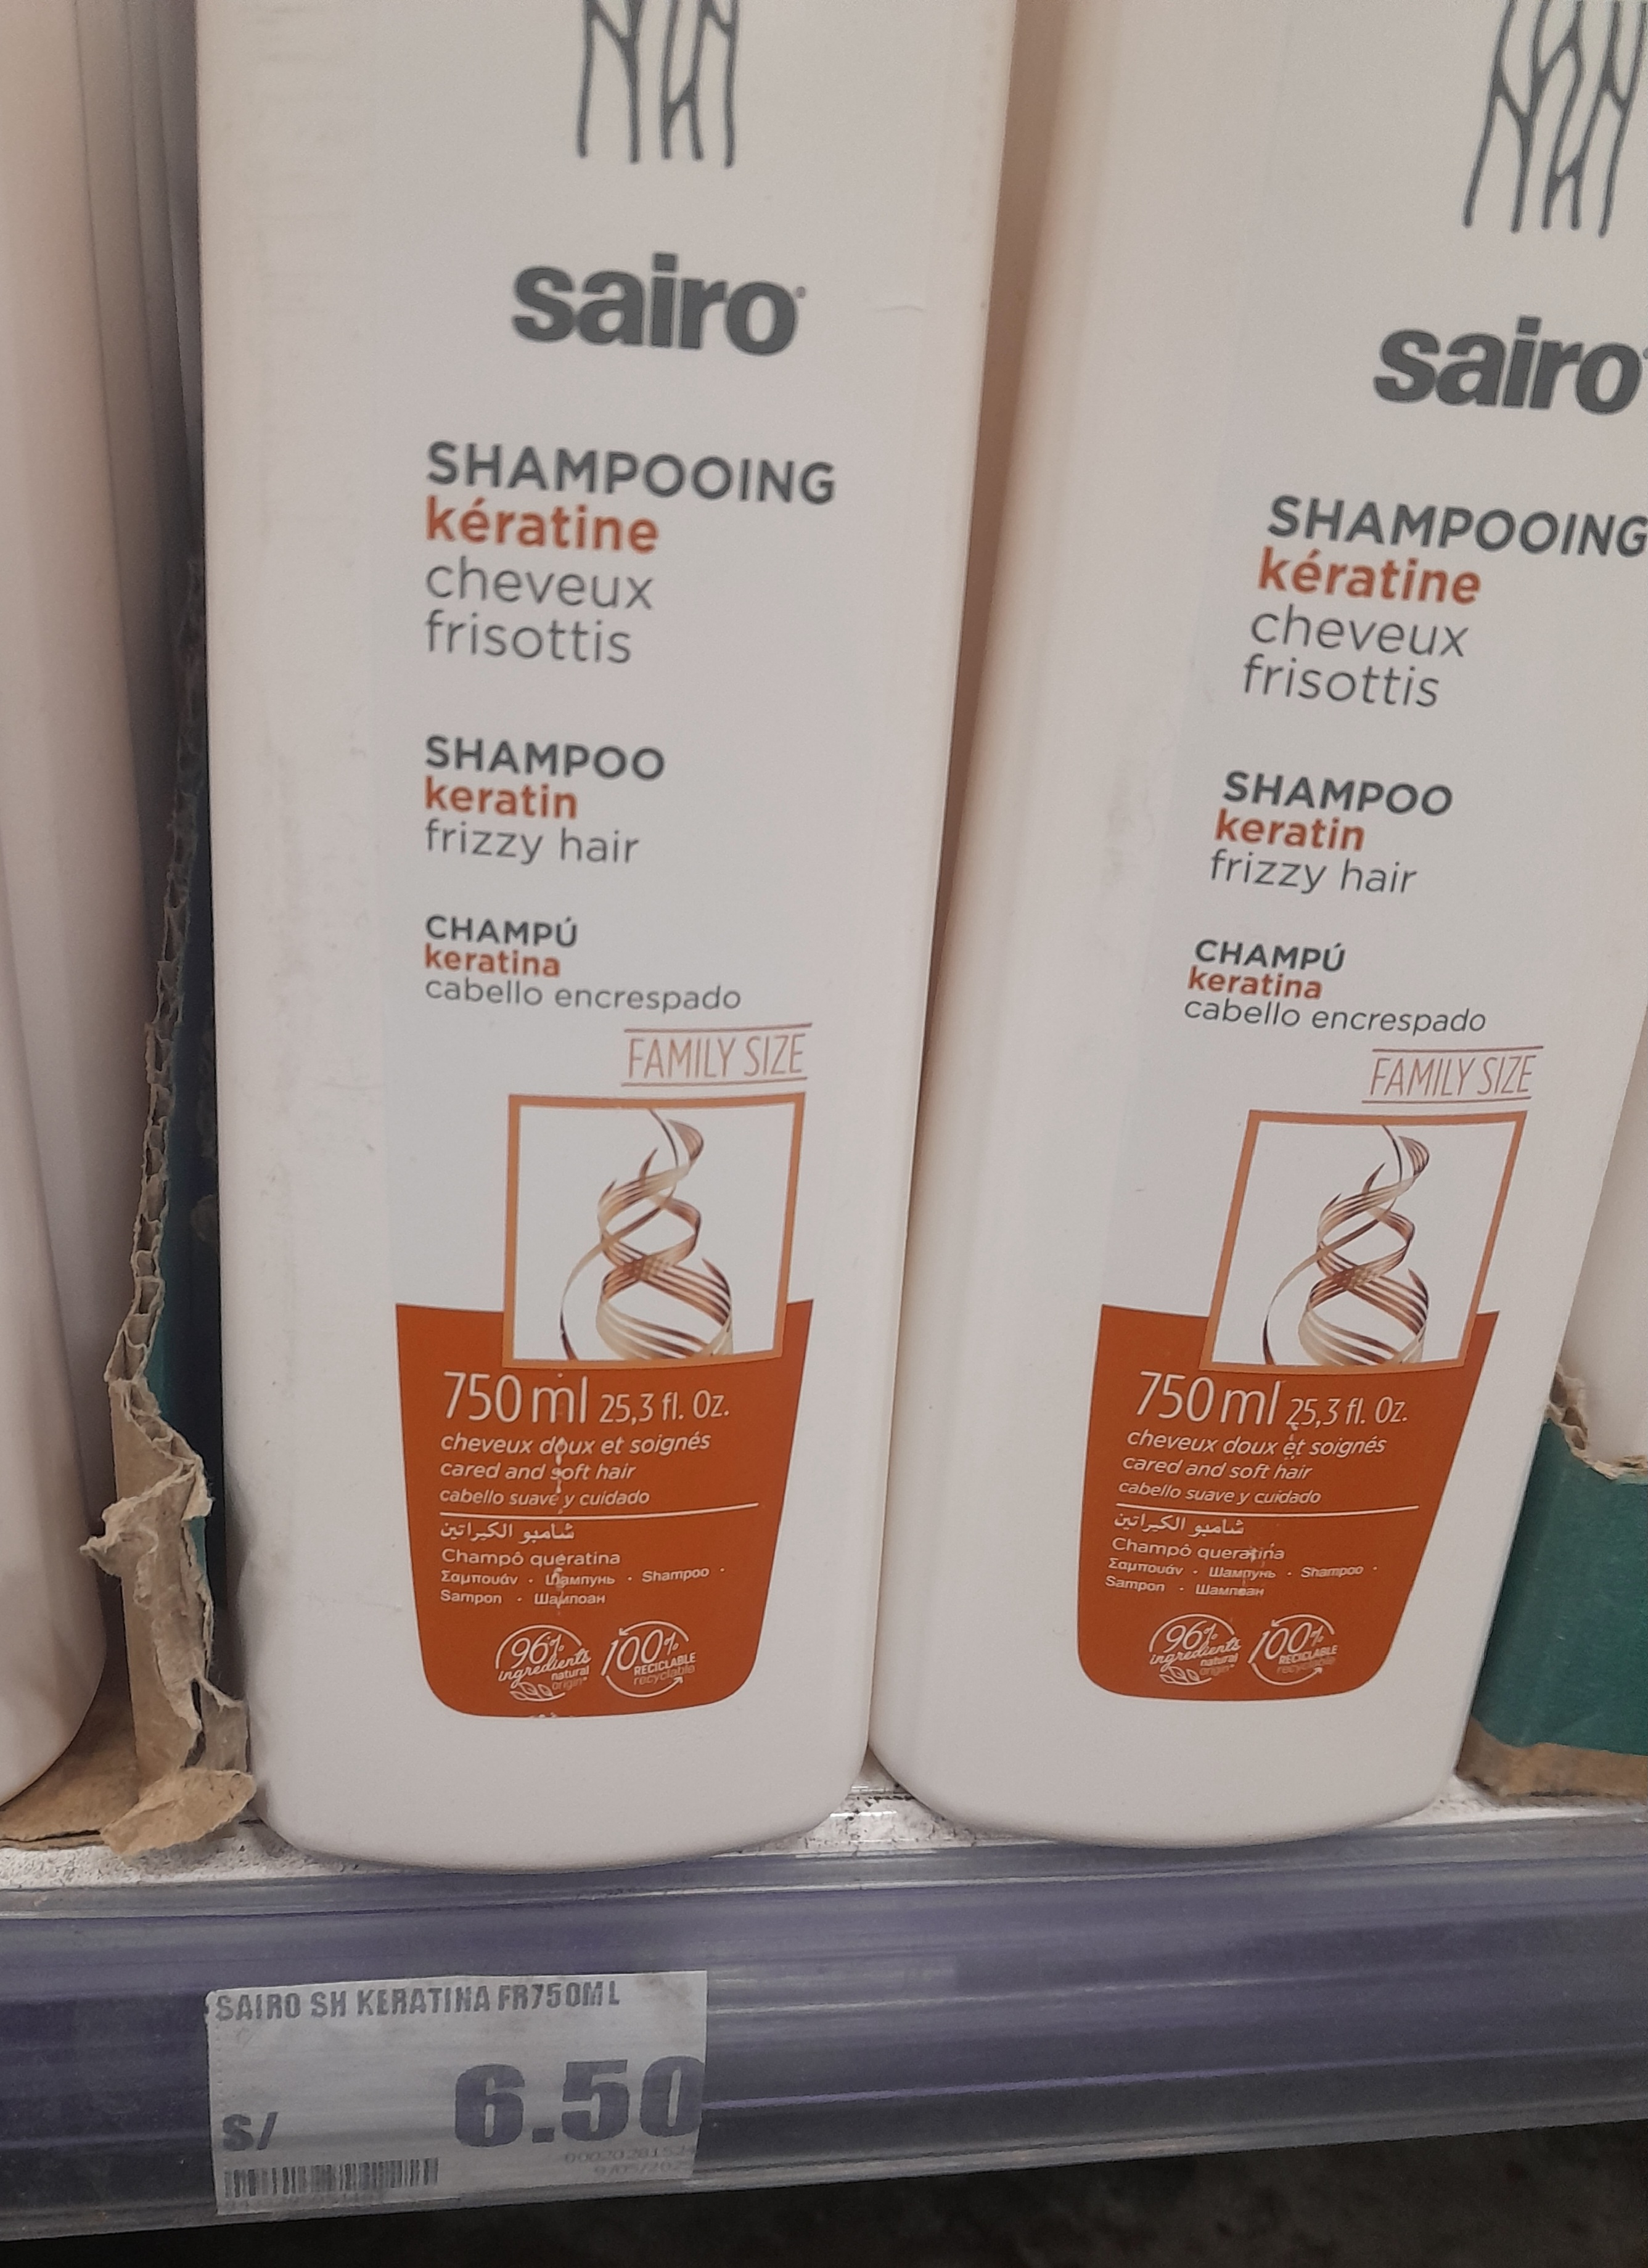 sairo
SHAMPOOING
kératine
cheveux
frisottis
SHAMPOO
keratin
frizzy hair
CHAMPÚ
keratina
cabello encrespado
FAMILY SIZE
750ml 25,3 fl. Oz.
cheveux doux et soignés
cared and soft hair
cabello suave y cuidado
شامبو الكيراتين
Champô queratina
Σαμπουάν · Шампунь · Shampoo ·
Sampon · Шампоан
96% ingredients natural origin
100% RECICLABLE recyclable
sairo
SHAMPOOING
kératine
cheveux
frisottis
SHAMPOO
keratin
frizzy hair
CHAMPÚ
keratina
cabello encrespado
FAMILY SIZE
750ml 25,3 fl. Oz.
cheveux doux et soignés
cared and soft hair
cabello suave y cuidado
شامبو الكيراتين
Champô queratina
Σαμπουάν · Шампунь · Shampoo ·
Sampon · Шампоан
96% ingredients natural origin
100% RECICLABLE recyclable
SAIRO SH KERATINA FR750ML
S/ 6.50